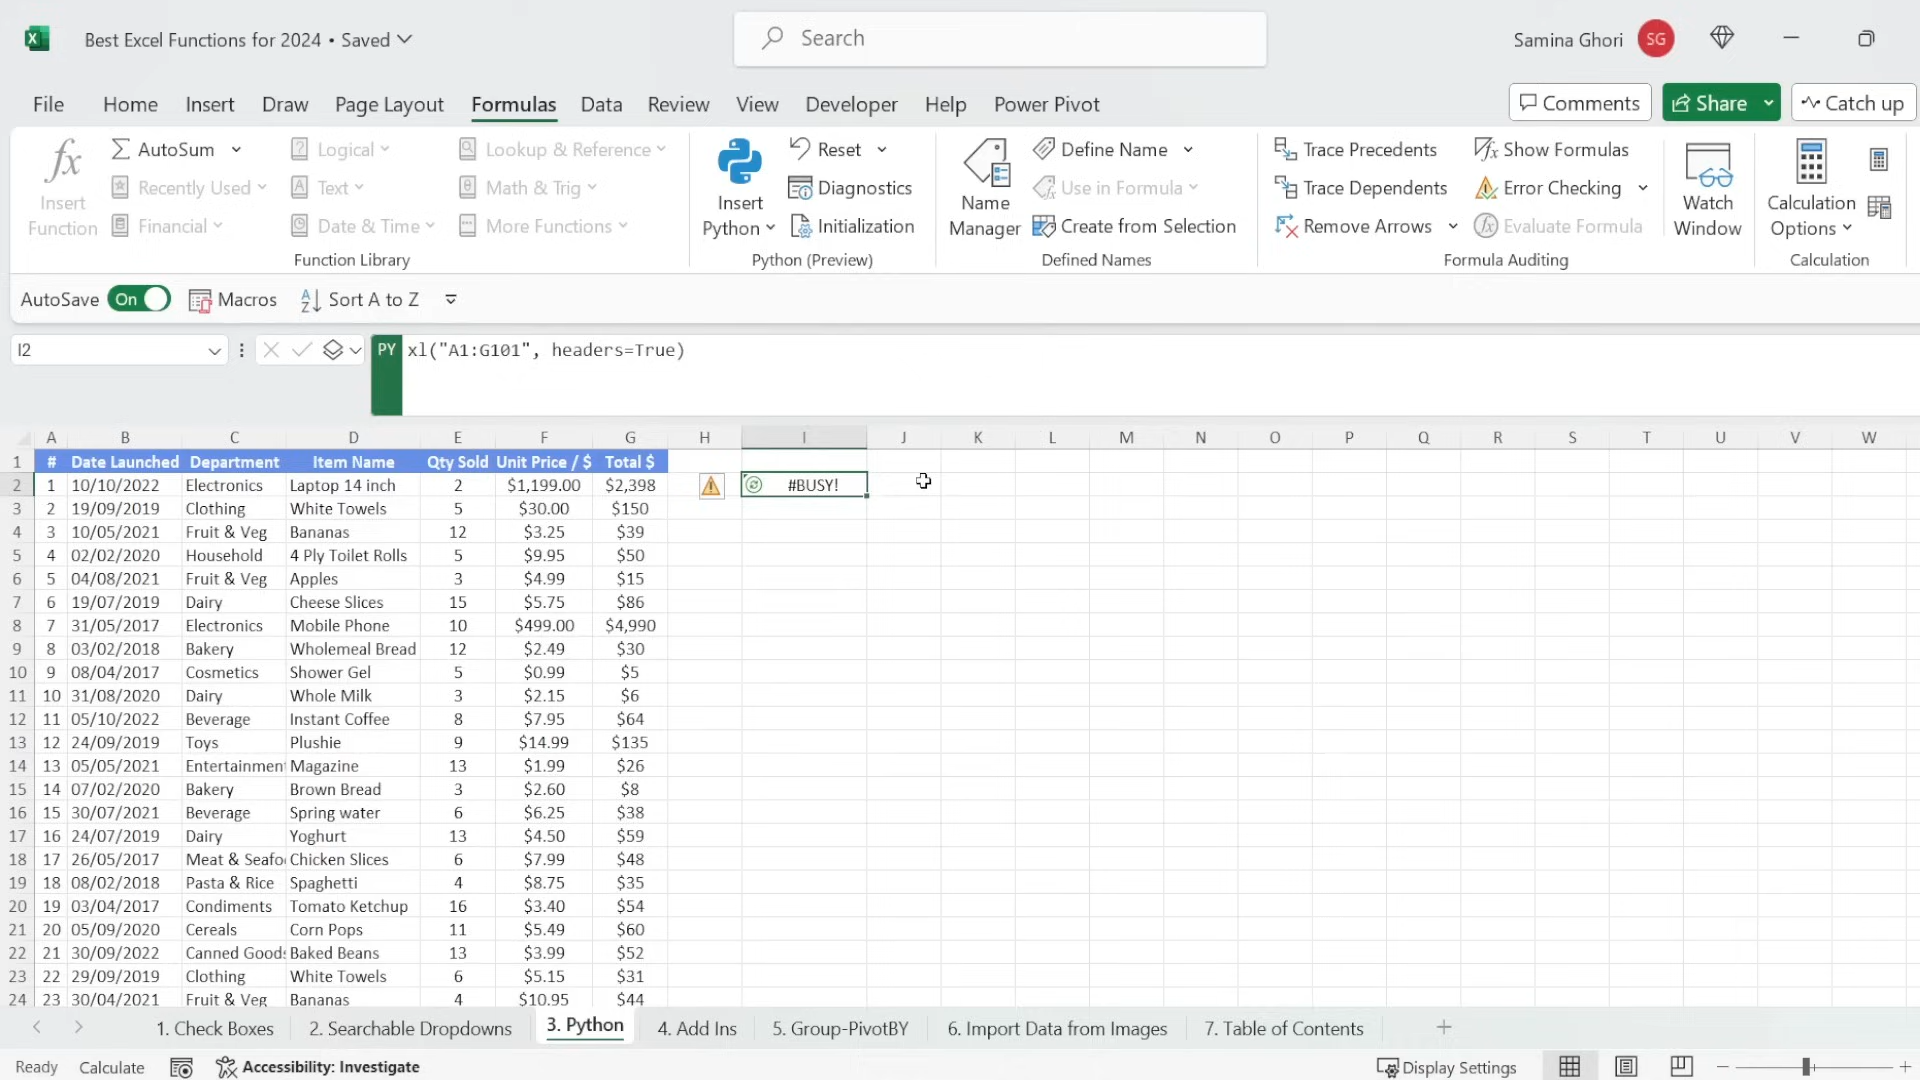 Best Excel Functions for 2024 • Saved
Search
Samina Ghori SG
File Home Insert Draw Page Layout Formulas Data Review View Developer Help Power Pivot
Comments Share Catch up
fx Insert Function
AutoSum
Recently Used
Financial
Logical
Text
Date & Time
Lookup & Reference
Math & Trig
More Functions
Function Library
Insert Python
Reset
Diagnostics
Initialization
Python (Preview)
Name Manager
Define Name
Use in Formula
Create from Selection
Defined Names
Trace Precedents
Trace Dependents
Remove Arrows
Show Formulas
Error Checking
Evaluate Formula
Formula Auditing
Watch Window
Calculation Options
Calculation
AutoSave On Macros Sort A to Z
I2 PY xl("A1:G101", headers=True)
A B C D E F G H I J K L M N O P Q R S T U V W
1 # Date Launched Department Item Name Qty Sold Unit Price / $ Total $
2 1 10/10/2022 Electronics Laptop 14 inch 2 $1,199.00 $2,398 #BUSY!
3 2 19/09/2019 Clothing White Towels 5 $30.00 $150
4 3 10/05/2021 Fruit & Veg Bananas 12 $3.25 $39
5 4 02/02/2020 Household 4 Ply Toilet Rolls 5 $9.95 $50
6 5 04/08/2021 Fruit & Veg Apples 3 $4.99 $15
7 6 19/07/2019 Dairy Cheese Slices 15 $5.75 $86
8 7 31/05/2017 Electronics Mobile Phone 10 $499.00 $4,990
9 8 03/02/2018 Bakery Wholemeal Bread 12 $2.49 $30
10 9 08/04/2017 Cosmetics Shower Gel 5 $0.99 $5
11 10 31/08/2020 Dairy Whole Milk 3 $2.15 $6
12 11 05/10/2022 Beverage Instant Coffee 8 $7.95 $64
13 12 24/09/2019 Toys Plushie 9 $14.99 $135
14 13 05/05/2021 Entertainmen Magazine 13 $1.99 $26
15 14 07/02/2020 Bakery Brown Bread 3 $2.60 $8
16 15 30/07/2021 Beverage Spring water 6 $6.25 $38
17 16 24/07/2019 Dairy Yoghurt 13 $4.50 $59
18 17 26/05/2017 Meat & Seafo Chicken Slices 6 $7.99 $48
19 18 08/02/2018 Pasta & Rice Spaghetti 4 $8.75 $35
20 19 03/04/2017 Condiments Tomato Ketchup 16 $3.40 $54
21 20 05/09/2020 Cereals Corn Pops 11 $5.49 $60
22 21 30/09/2022 Canned Good Baked Beans 13 $3.99 $52
23 22 29/09/2019 Clothing White Towels 6 $5.15 $31
24 23 30/04/2021 Fruit & Veg Bananas 4 $10.95 $44
1. Check Boxes 2. Searchable Dropdowns 3. Python 4. Add Ins 5. Group-PivotBY 6. Import Data from Images 7. Table of Contents
Ready Calculate Accessibility: Investigate Display Settings